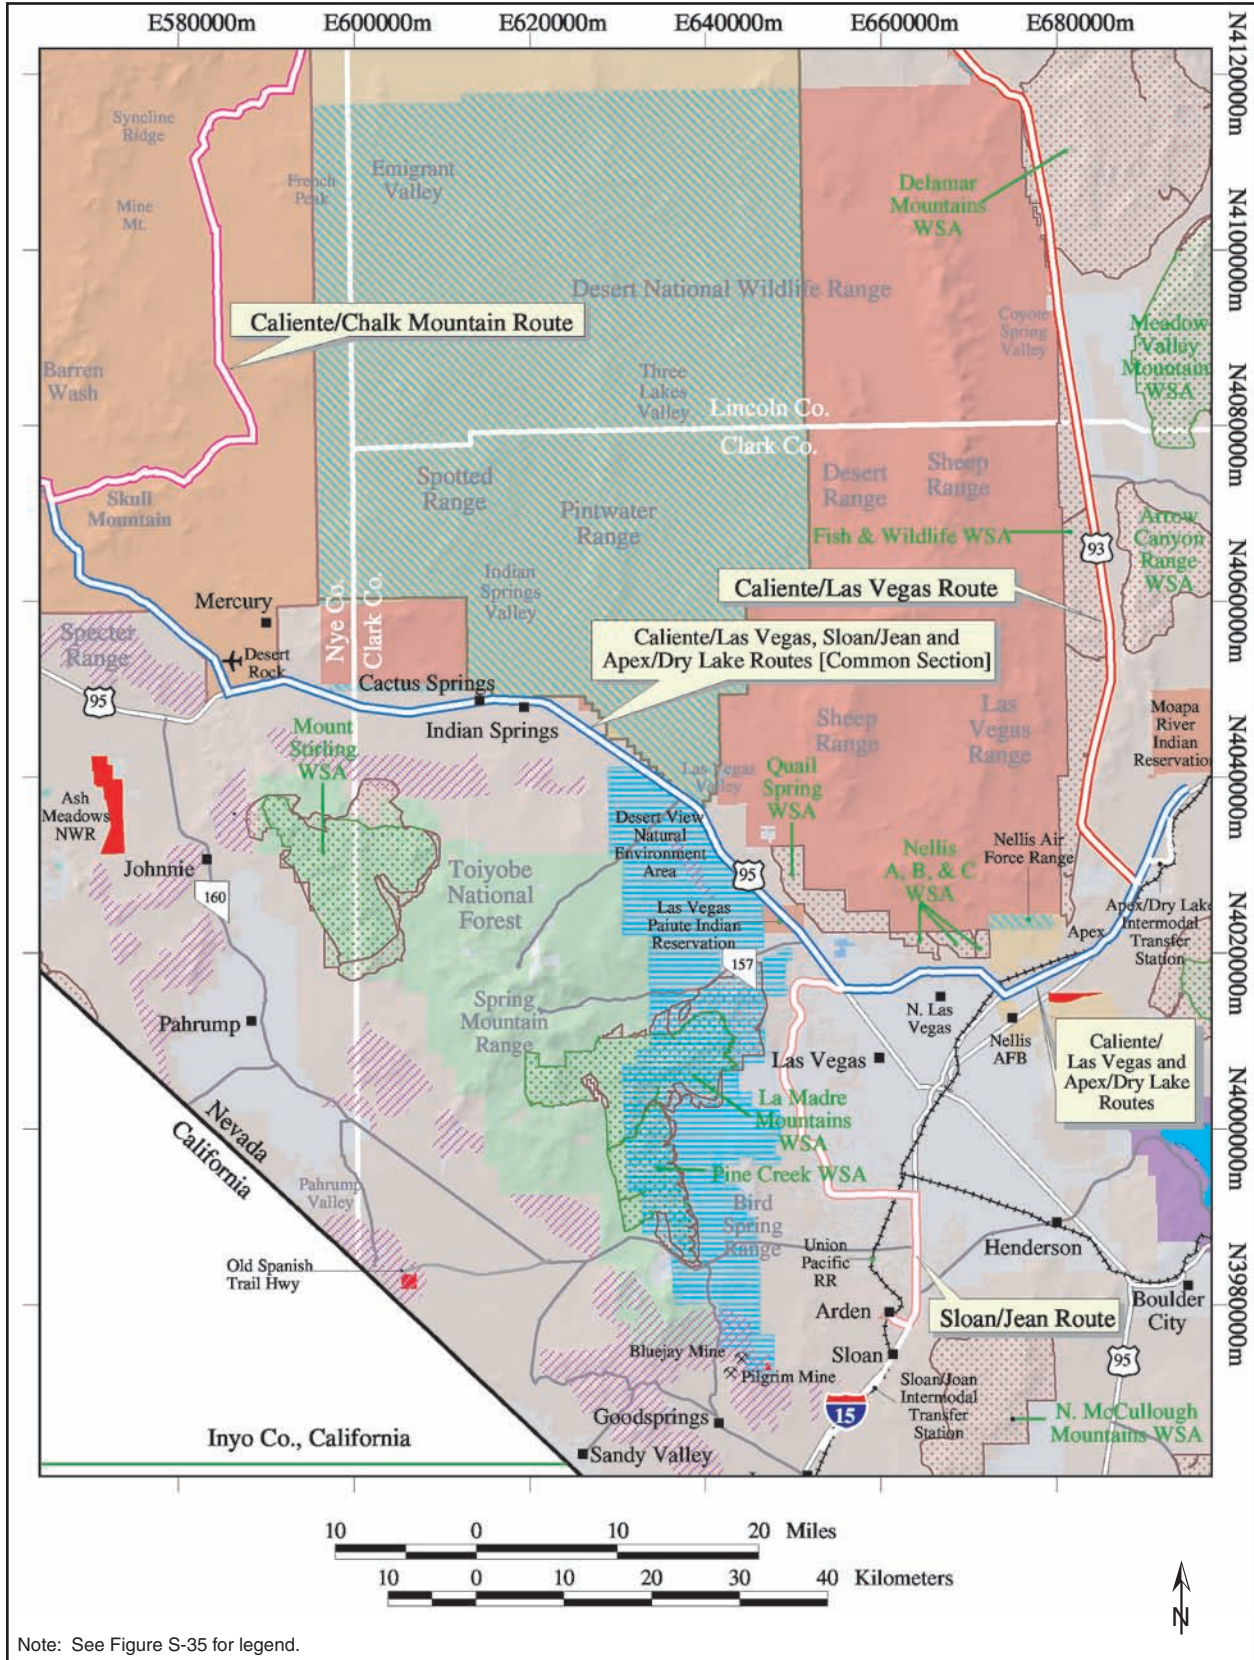 E580000m E600000m E620000m E640000m E660000m E680000m
N4120000m
N4100000m
N4080000m
N4060000m
N4040000m
N4020000m
N4000000m
N3980000m
Syncline
Ridge
French
Peak
Mine
Mt.
Emigrant
Valley
Delamar
Mountains
WSA
Desert National Wildlife Range
Caliente/Chalk Mountain Route
Coyote
Spring
Valley
Meadow
Valley
Mountain
WSA
Barren
Wash
Three
Lakes
Valley
Lincoln Co.
Clark Co.
Skull
Mountain
Spotted
Range
Pintwater
Range
Desert
Range
Sheep
Range
Fish & Wildlife WSA
Arrow
Canyon
Range
WSA
93
Indian
Springs
Valley
Caliente/Las Vegas Route
Mercury
Nye Co.
Clark Co.
Caliente/Las Vegas, Sloan/Jean and
Apex/Dry Lake Routes [Common Section]
Specter
Range
Desert
Rock
Cactus Springs
Indian Springs
95
Mount
Stirling
WSA
Sheep
Range
Las
Vegas
Range
Moapa
River
Indian
Reservation
Las Vegas
Valley
Quail
Spring
WSA
Ash
Meadows
NWR
Desert View
Natural
Environment
Area
Nellis
A, B, & C
WSA
Nellis Air
Force Range
Johnnie
160
Toiyobe
National
Forest
95
Las Vegas
Paiute Indian
Reservation
Apex
Apex/Dry Lake
Intermodal
Transfer
Station
157
Pahrump
Spring
Mountain
Range
N. Las
Vegas
Nellis
AFB
Las Vegas
Caliente/
Las Vegas and
Apex/Dry Lake
Routes
La Madre
Mountains
WSA
Nevada
California
Pine Creek WSA
Pahrump
Valley
Bird
Spring
Range
Henderson
Union
Pacific
RR
Old Spanish
Trail Hwy
Arden
Sloan/Jean Route
Boulder
City
95
Bluejay Mine
Pilgrim Mine
Sloan
Sloan/Joan
Intermodal
Transfer
Station
15
Goodsprings
N. McCullough
Mountains WSA
Inyo Co., California
Sandy Valley
10 0 10 20 Miles
10 0 10 20 30 40 Kilometers
N
Note: See Figure S-35 for legend.